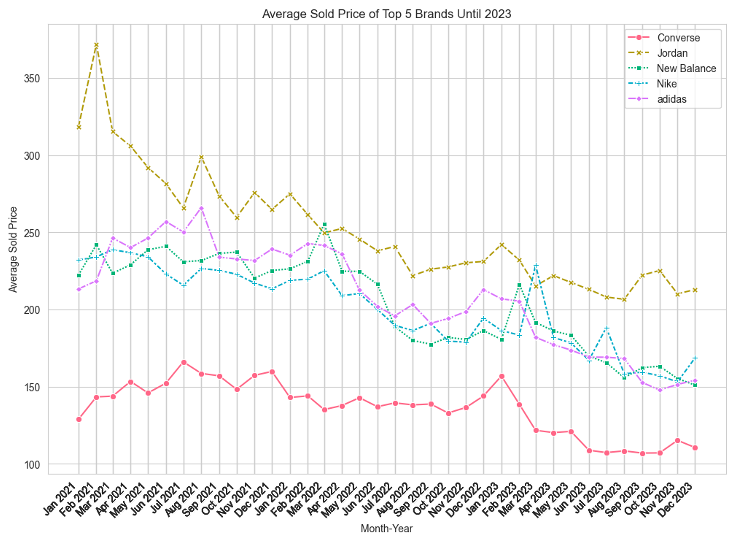 Average Sold Price of Top 5 Brands Until 2023
Converse
Jordan
New Balance
Nike
adidas
350
300
250
200
150
100
Average Sold Price
Jan 2021
Feb 2021
Mar 2021
Apr 2021
May 2021
Jun 2021
Jul 2021
Aug 2021
Sep 2021
Oct 2021
Nov 2021
Dec 2021
Jan 2022
Feb 2022
Mar 2022
Apr 2022
May 2022
Jun 2022
Jul 2022
Aug 2022
Sep 2022
Oct 2022
Nov 2022
Dec 2022
Jan 2023
Feb 2023
Mar 2023
Apr 2023
May 2023
Jun 2023
Jul 2023
Aug 2023
Sep 2023
Oct 2023
Nov 2023
Dec 2023
Month-Year